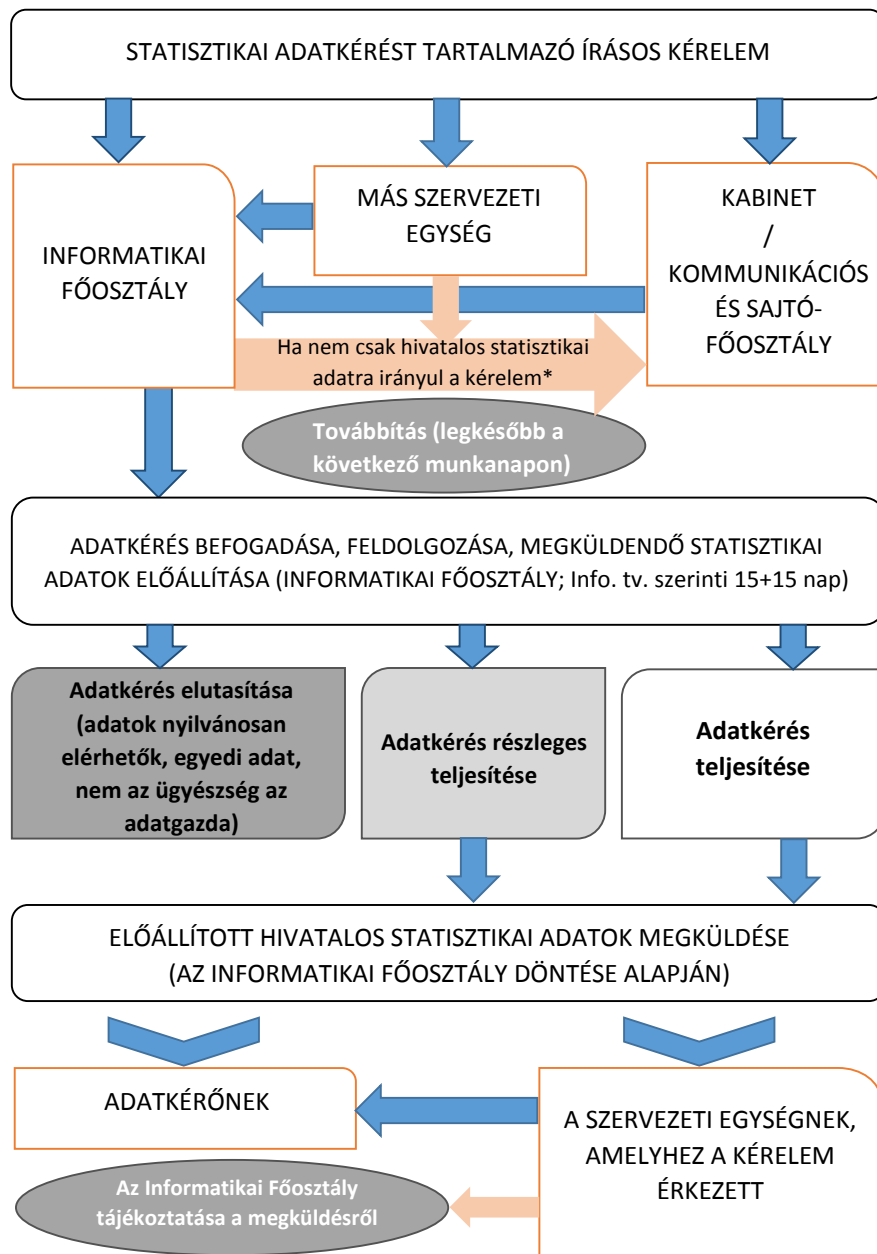 STATISZTIKAI ADATKÉRÉST TARTALMAZÓ ÍRÁSOS KÉRELEM
INFORMATIKAI
FŐOSZTÁLY
MÁS SZERVEZETI
EGYSÉG
KABINET
/
KOMMUNIKÁCIÓS
ÉS SAJTÓ-
FŐOSZTÁLY
Ha nem csak hivatalos statisztikai
adatra irányul a kérelem*
Továbbítás (legkésőbb a
következő munkanapon)
ADATKÉRÉS BEFOGADÁSA, FELDOLGOZÁSA, MEGKÜLDENDŐ STATISZTIKAI
ADATOK ELŐÁLLÍTÁSA (INFORMATIKAI FŐOSZTÁLY; Info. tv. szerinti 15+15 nap)
Adatkérés elutasítása
(adatok nyilvánosan
elérhetők, egyedi adat,
nem az ügyészség az
adatgazda)
Adatkérés részleges
teljesítése
Adatkérés
teljesítése
ELŐÁLLÍTOTT HIVATALOS STATISZTIKAI ADATOK MEGKÜLDÉSE
(AZ INFORMATIKAI FŐOSZTÁLY DÖNTÉSE ALAPJÁN)
ADATKÉRŐNEK
A SZERVEZETI EGYSÉGNEK,
AMELYHEZ A KÉRELEM
ÉRKEZETT
Az Informatikai Főosztály
tájékoztatása a megküldésről